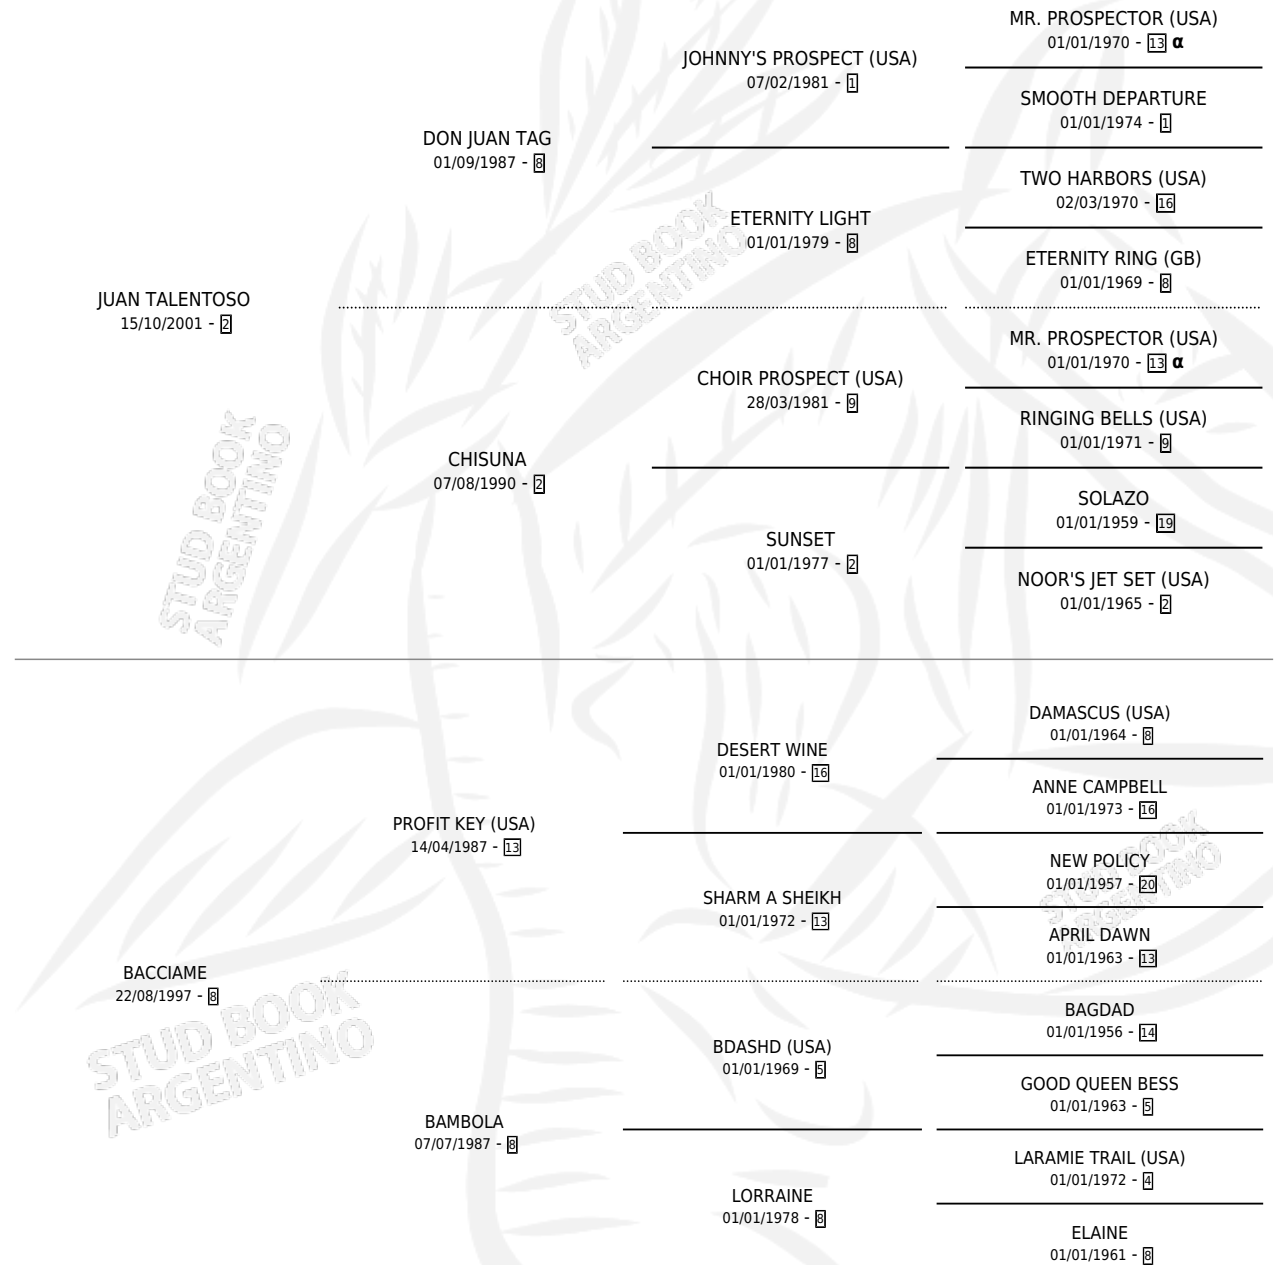 MR. PROSPECTOR (USA)
01/01/1970 - 13 α
JOHNNY'S PROSPECT (USA)
07/02/1981 - 1
SMOOTH DEPARTURE
01/01/1974 - 1
DON JUAN TAG
01/09/1987 - 8
TWO HARBORS (USA)
02/03/1970 - 16
ETERNITY LIGHT
01/01/1979 - 8
ETERNITY RING (GB)
01/01/1969 - 8
JUAN TALENTOSO
15/10/2001 - 2
STUD BOOK
ARGENTINO
MR. PROSPECTOR (USA)
01/01/1970 - 13 α
CHOIR PROSPECT (USA)
28/03/1981 - 9
RINGING BELLS (USA)
01/01/1971 - 9
CHISUNA
07/08/1990 - 2
SOLAZO
01/01/1959 - 19
SUNSET
01/01/1977 - 2
NOOR'S JET SET (USA)
01/01/1965 - 2
STUD BOOK
ARGENTINO
DAMASCUS (USA)
01/01/1964 - 8
DESERT WINE
01/01/1980 - 16
ANNE CAMPBELL
01/01/1973 - 16
PROFIT KEY (USA)
14/04/1987 - 13
NEW POLICY
01/01/1957 - 20
SHARM A SHEIKH
01/01/1972 - 13
APRIL DAWN
01/01/1963 - 13
STUD BOOK
ARGENTINO
BACCIAME
22/08/1997 - 8
BAGDAD
01/01/1956 - 14
BDASHD (USA)
01/01/1969 - 5
GOOD QUEEN BESS
01/01/1963 - 5
STUD BOOK
ARGENTINO
BAMBOLA
07/07/1987 - 8
LARAMIE TRAIL (USA)
01/01/1972 - 4
LORRAINE
01/01/1978 - 8
ELAINE
01/01/1961 - 8